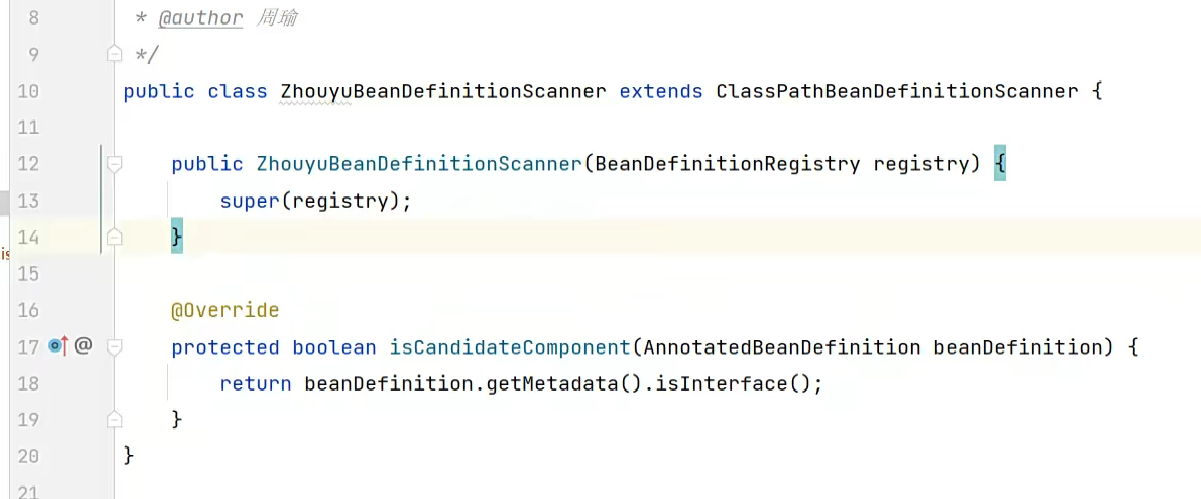 8 * @author 周瑜
9 */
10 public class ZhouyuBeanDefinitionScanner extends ClassPathBeanDefinitionScanner {
11
12 public ZhouyuBeanDefinitionScanner(BeanDefinitionRegistry registry) {
13 super(registry);
is
14 }
15
16 @Override
17 @ protected boolean isCandidateComponent(AnnotatedBeanDefinition beanDefinition) {
18 return beanDefinition.getMetadata().isInterface();
19 }
20 }
21